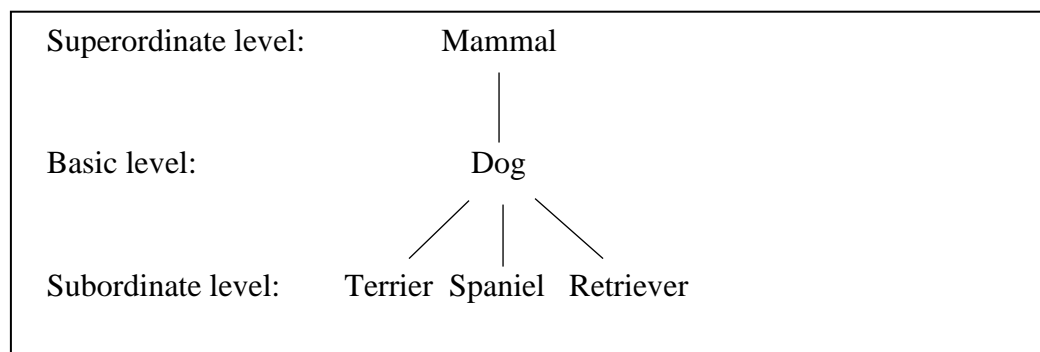 Superordinate level: Mammal
Basic level: Dog
Subordinate level: Terrier Spaniel Retriever